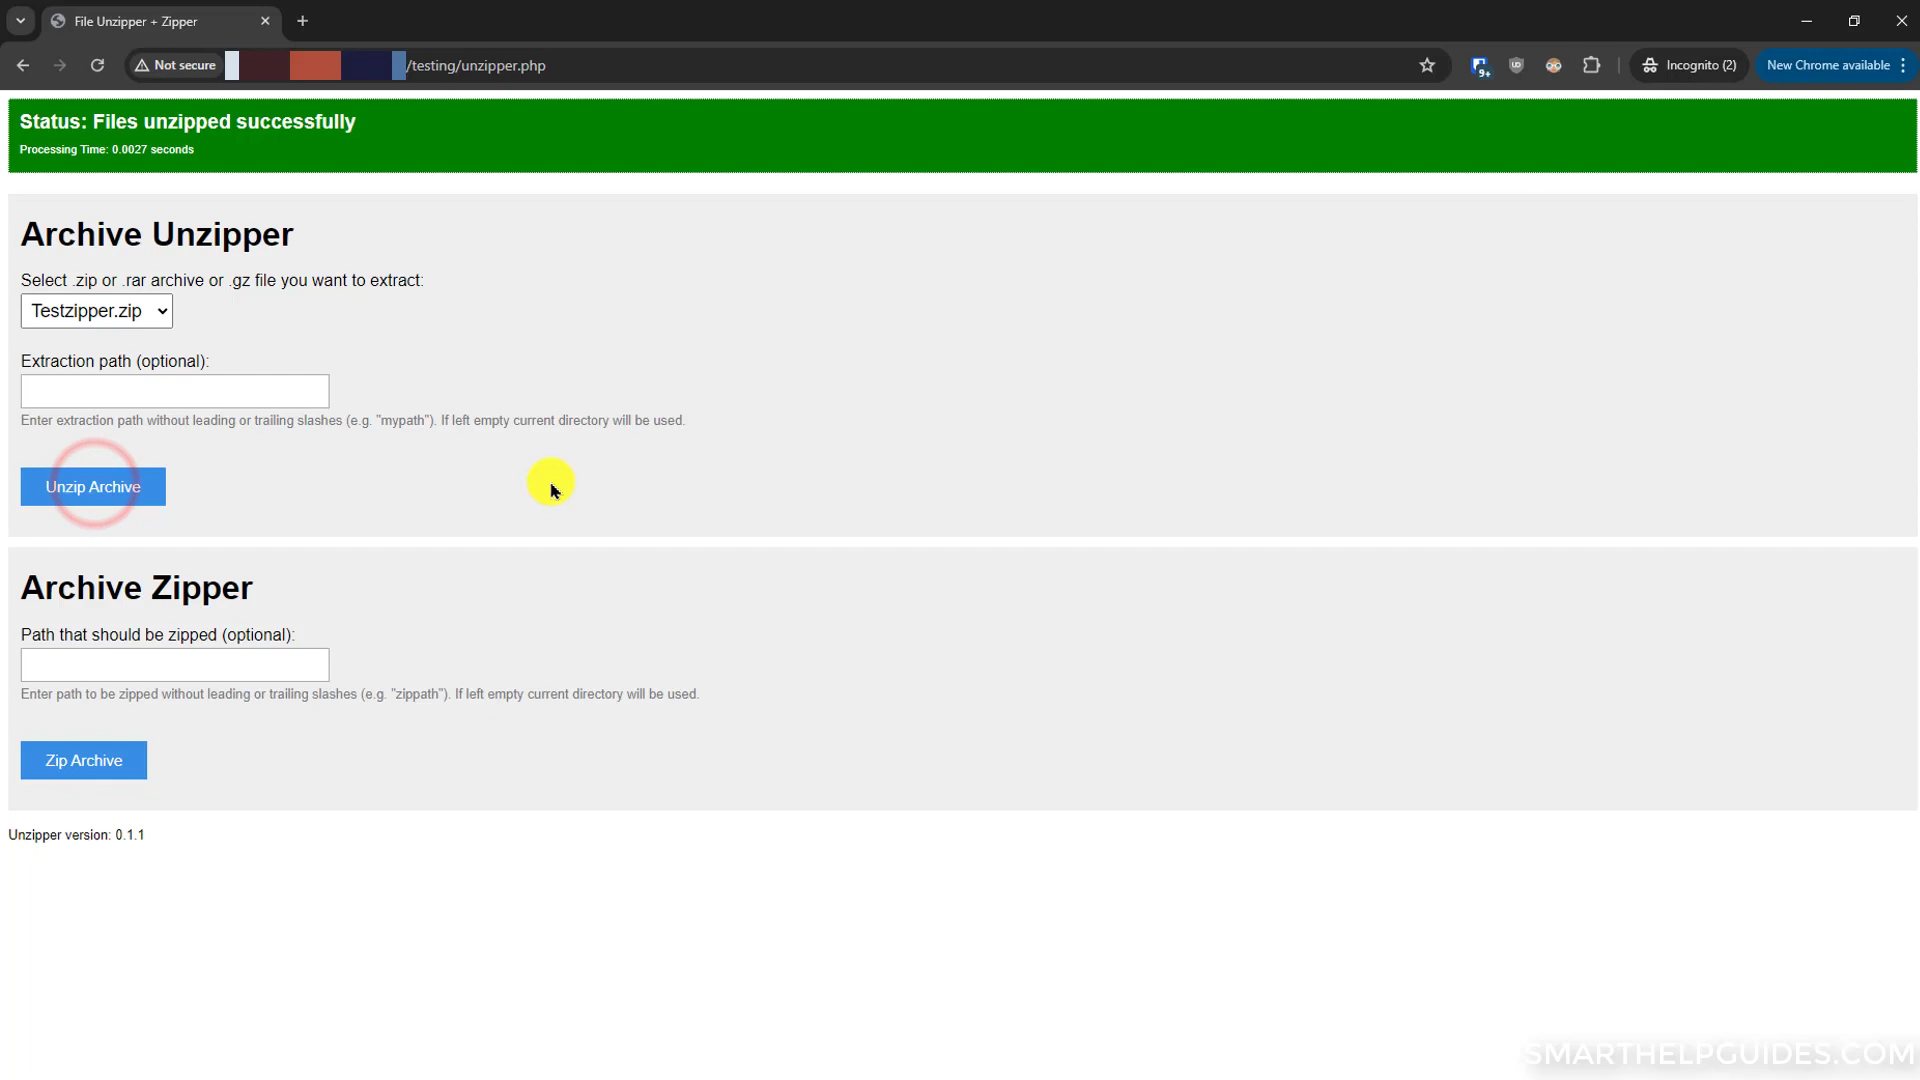 File Unzipper + Zipper
Not secure
/testing/unzipper.php
9+
Incognito (2)
New Chrome available
Status: Files unzipped successfully
Processing Time: 0.0027 seconds
Archive Unzipper
Select .zip or .rar archive or .gz file you want to extract:
Testzipper.zip
Extraction path (optional):
Enter extraction path without leading or trailing slashes (e.g. "mypath"). If left empty current directory will be used.
Unzip Archive
Archive Zipper
Path that should be zipped (optional):
Enter path to be zipped without leading or trailing slashes (e.g. "zippath"). If left empty current directory will be used.
Zip Archive
Unzipper version: 0.1.1
SMARTHELPGUIDES.COM